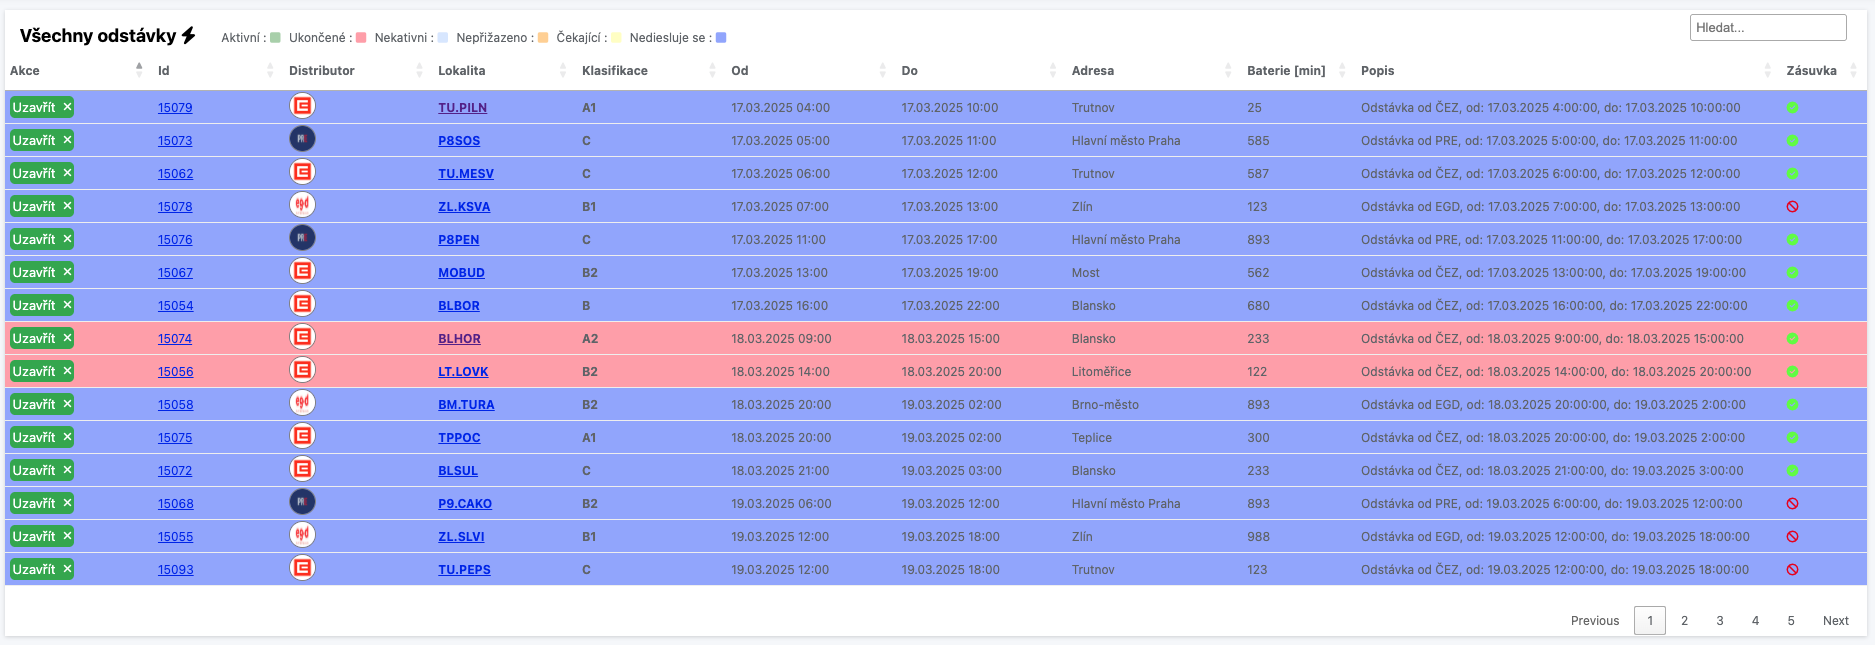 Všechny odstávky
Aktivní : Ukončené : Nekativni : Nepřižazeno : Čekající : Nediesluje se :
Hledat...
Akce Id Distributor Lokalita Klasifikace Od Do Adresa Baterie [min] Popis Zásuvka
Uzavřít × 15079 TU.PILN A1 17.03.2025 04:00 17.03.2025 10:00 Trutnov 25 Odstávka od ČEZ, od: 17.03.2025 4:00:00, do: 17.03.2025 10:00:00
Uzavřít × 15073 PRE P8SOS C 17.03.2025 05:00 17.03.2025 11:00 Hlavní město Praha 585 Odstávka od PRE, od: 17.03.2025 5:00:00, do: 17.03.2025 11:00:00
Uzavřít × 15062 TU.MESV C 17.03.2025 06:00 17.03.2025 12:00 Trutnov 587 Odstávka od ČEZ, od: 17.03.2025 6:00:00, do: 17.03.2025 12:00:00
Uzavřít × 15078 egd ZL.KSVA B1 17.03.2025 07:00 17.03.2025 13:00 Zlín 123 Odstávka od EGD, od: 17.03.2025 7:00:00, do: 17.03.2025 13:00:00
Uzavřít × 15076 PRE P8PEN C 17.03.2025 11:00 17.03.2025 17:00 Hlavní město Praha 893 Odstávka od PRE, od: 17.03.2025 11:00:00, do: 17.03.2025 17:00:00
Uzavřít × 15067 MOBUD B2 17.03.2025 13:00 17.03.2025 19:00 Most 562 Odstávka od ČEZ, od: 17.03.2025 13:00:00, do: 17.03.2025 19:00:00
Uzavřít × 15054 BLBOR B 17.03.2025 16:00 17.03.2025 22:00 Blansko 680 Odstávka od ČEZ, od: 17.03.2025 16:00:00, do: 17.03.2025 22:00:00
Uzavřít × 15074 BLHOR A2 18.03.2025 09:00 18.03.2025 15:00 Blansko 233 Odstávka od ČEZ, od: 18.03.2025 9:00:00, do: 18.03.2025 15:00:00
Uzavřít × 15056 LT.LOVK B2 18.03.2025 14:00 18.03.2025 20:00 Litoměřice 122 Odstávka od ČEZ, od: 18.03.2025 14:00:00, do: 18.03.2025 20:00:00
Uzavřít × 15058 egd BM.TURA B2 18.03.2025 20:00 19.03.2025 02:00 Brno-město 893 Odstávka od EGD, od: 18.03.2025 20:00:00, do: 19.03.2025 2:00:00
Uzavřít × 15075 TPPOC A1 18.03.2025 20:00 19.03.2025 02:00 Teplice 300 Odstávka od ČEZ, od: 18.03.2025 20:00:00, do: 19.03.2025 2:00:00
Uzavřít × 15072 BLSUL C 18.03.2025 21:00 19.03.2025 03:00 Blansko 233 Odstávka od ČEZ, od: 18.03.2025 21:00:00, do: 19.03.2025 3:00:00
Uzavřít × 15068 PRE P9.CAKO B2 19.03.2025 06:00 19.03.2025 12:00 Hlavní město Praha 893 Odstávka od PRE, od: 19.03.2025 6:00:00, do: 19.03.2025 12:00:00
Uzavřít × 15055 egd ZL.SLVI B1 19.03.2025 12:00 19.03.2025 18:00 Zlín 988 Odstávka od EGD, od: 19.03.2025 12:00:00, do: 19.03.2025 18:00:00
Uzavřít × 15093 TU.PEPS C 19.03.2025 12:00 19.03.2025 18:00 Trutnov 123 Odstávka od ČEZ, od: 19.03.2025 12:00:00, do: 19.03.2025 18:00:00
Previous 1 2 3 4 5 Next